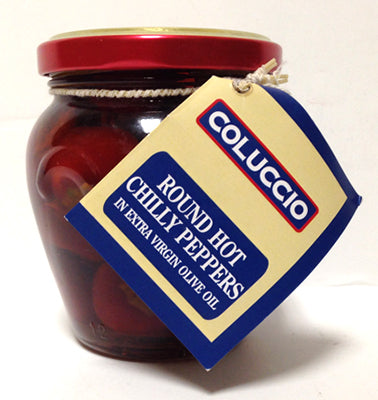 COLUCCIO
ROUND HOT
CHILLY PEPPERS
IN EXTRA VIRGIN OLIVE OIL